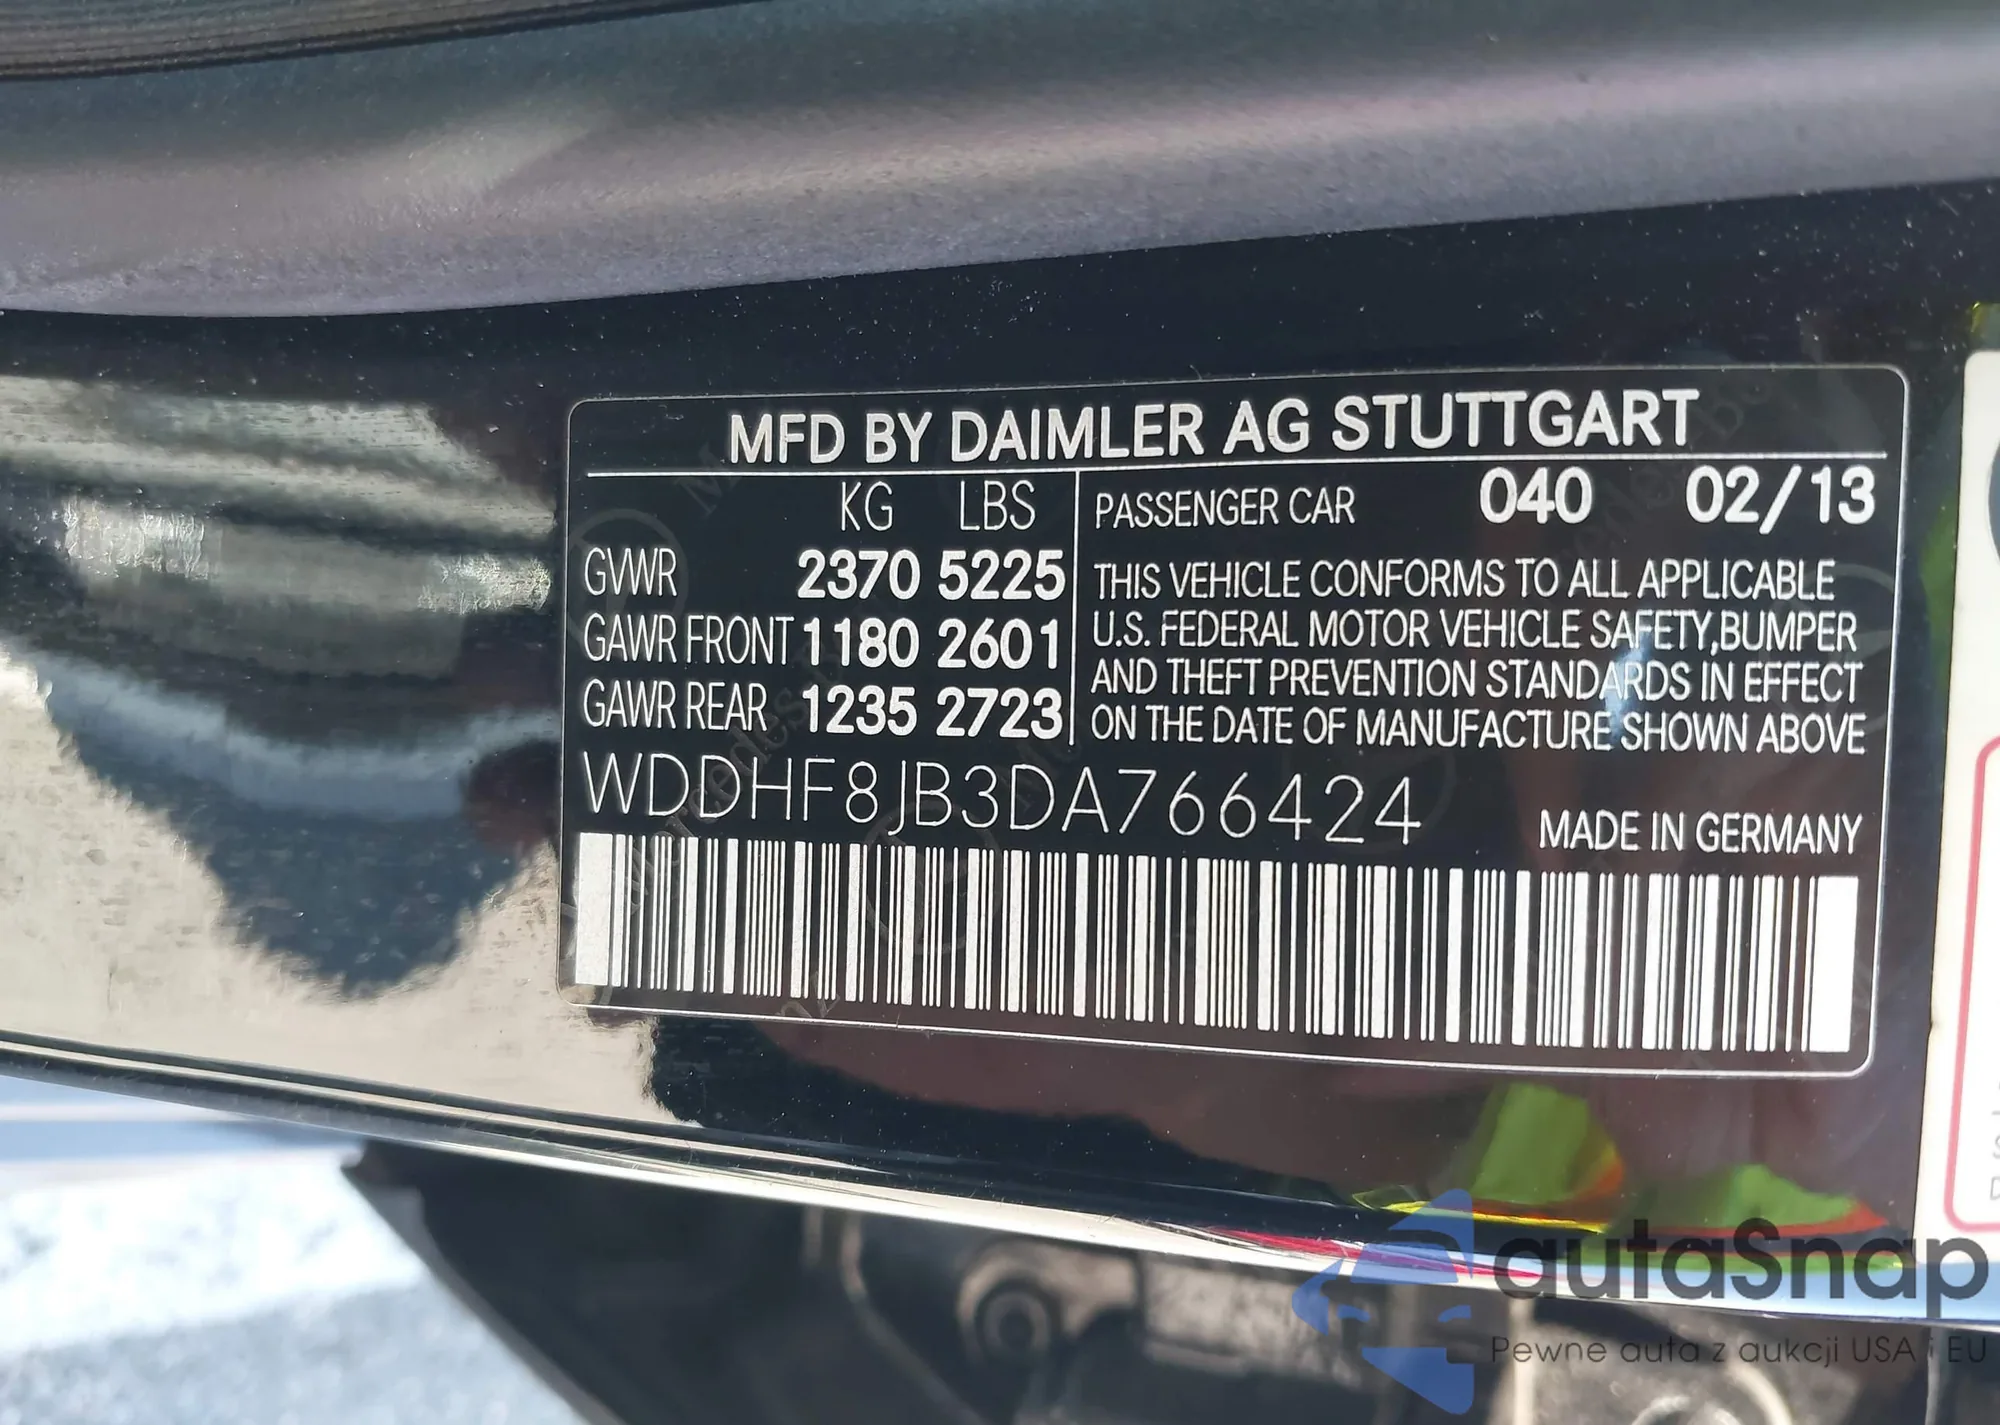 MFD BY DAIMLER AG STUTTGART
KG LBS
GVWR 2370 5225
GAWR FRONT 1180 2601
GAWR REAR 1235 2723
PASSENGER CAR 040 02/13
THIS VEHICLE CONFORMS TO ALL APPLICABLE
U.S. FEDERAL MOTOR VEHICLE SAFETY,BUMPER
AND THEFT PREVENTION STANDARDS IN EFFECT
ON THE DATE OF MANUFACTURE SHOWN ABOVE
WDDHF8JB3DA766424
MADE IN GERMANY
autaSnap
Pewne auta z aukcji USA i EU